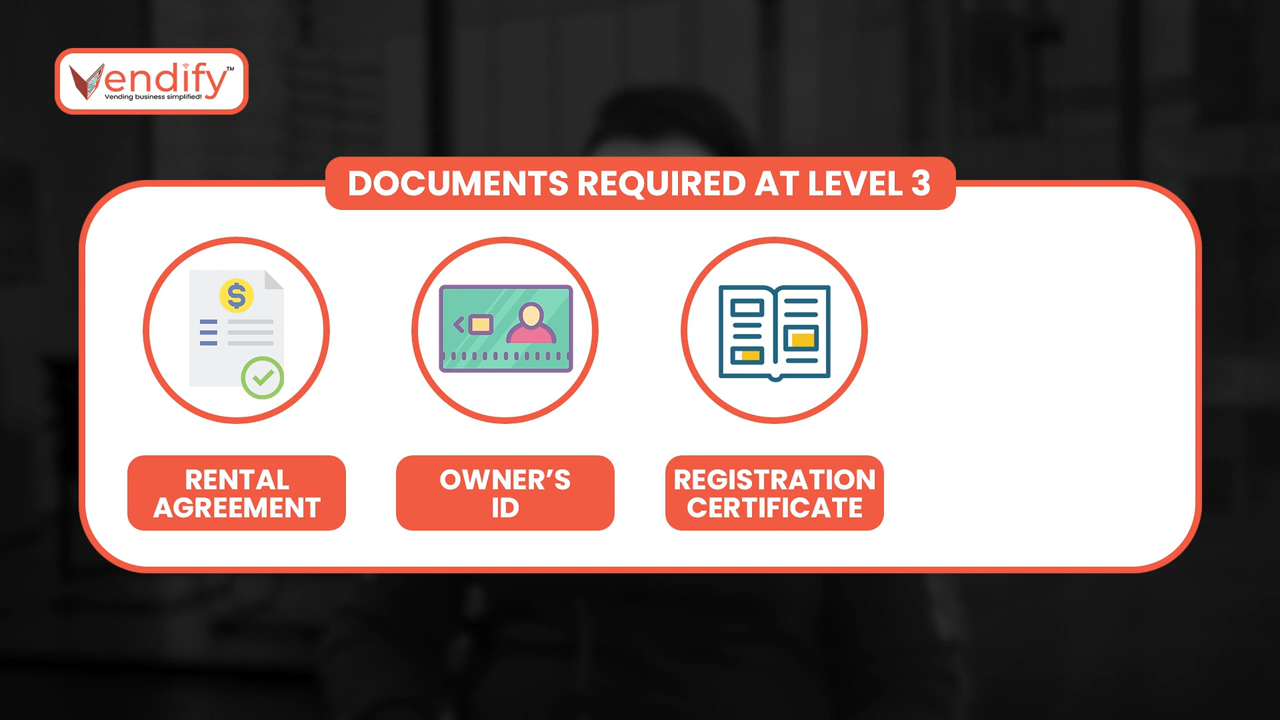 Vendify™
Vending business simplified!
DOCUMENTS REQUIRED AT LEVEL 3
$
RENTAL
AGREEMENT
OWNER’S
ID
REGISTRATION
CERTIFICATE